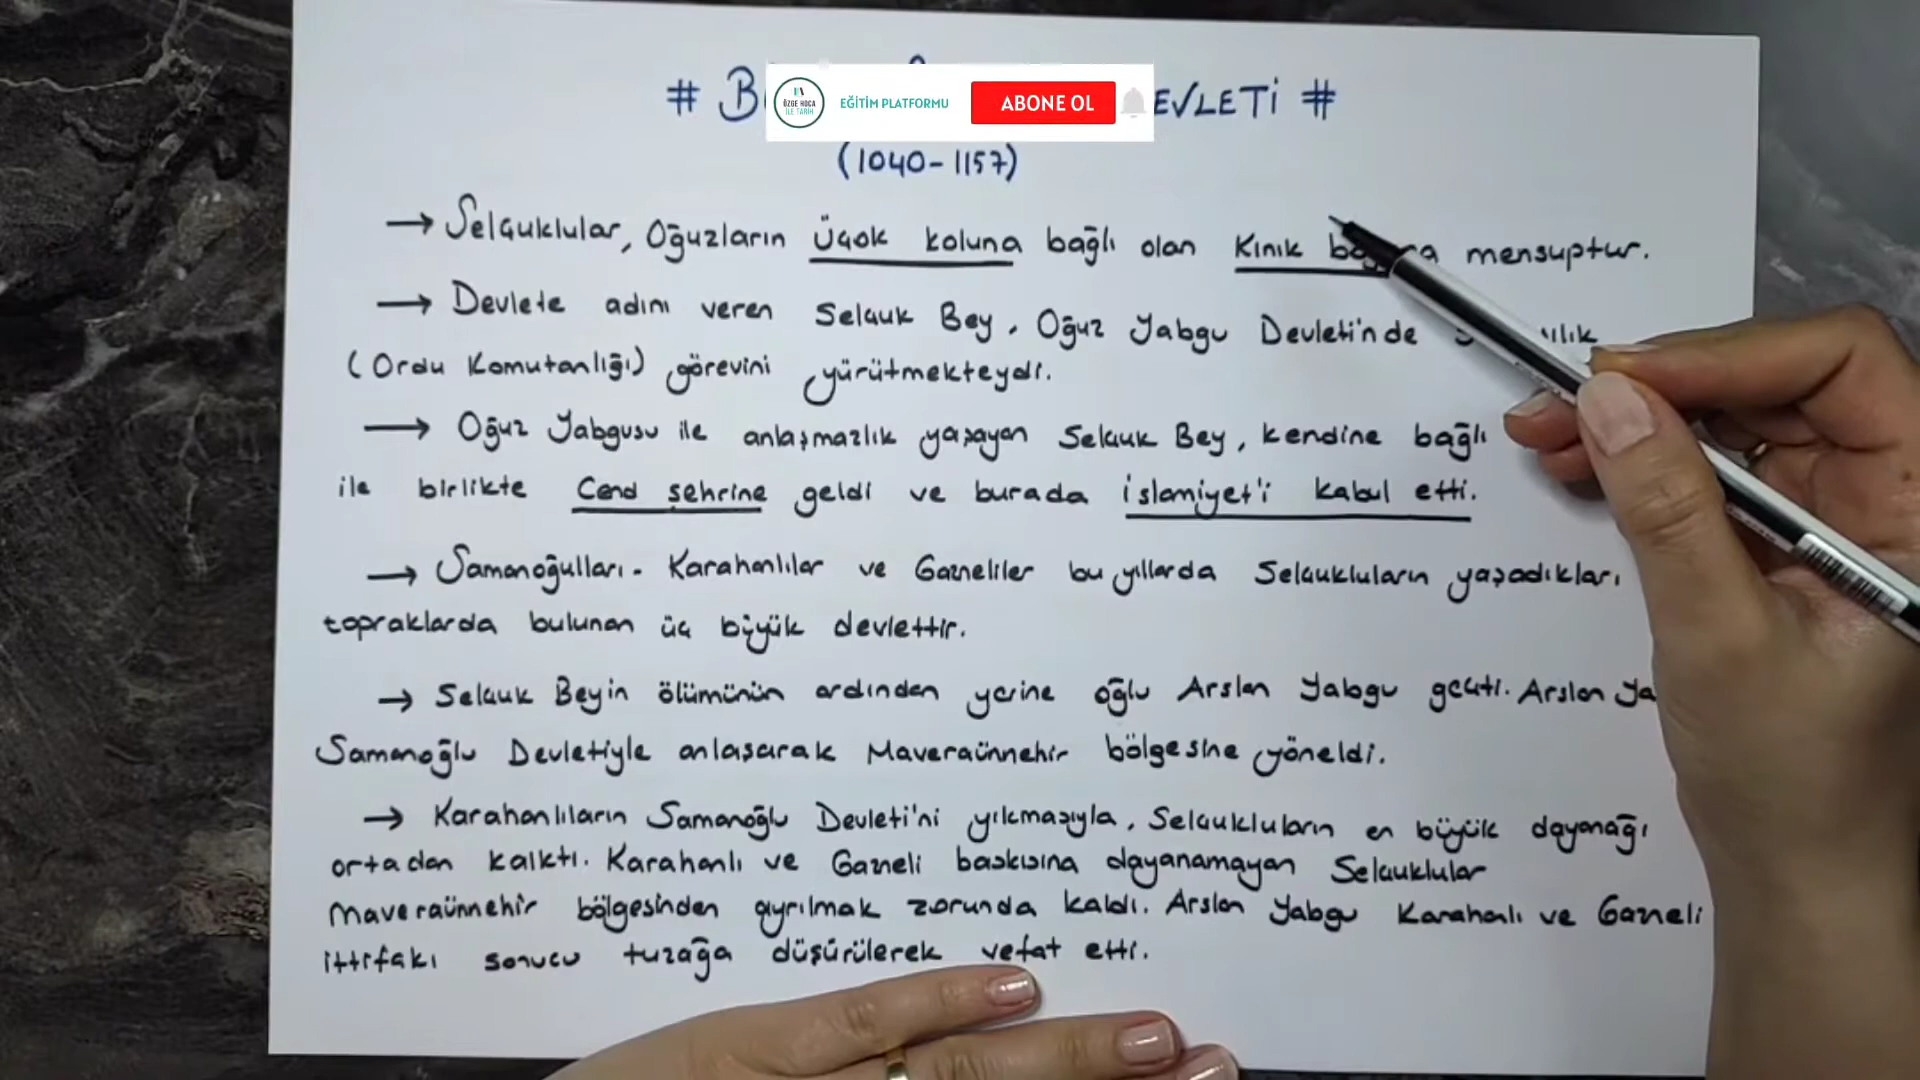 # B EVLETİ #
ÖZGE HOCA
İLE TARİH
EĞİTİM PLATFORMU
ABONE OL
(1040-1157)
→ Selçuklular, Oğuzların Üçok koluna bağlı olan Kınık mensuptur.
→ Devlete adını veren Selçuk Bey, Oğuz Yabgu Devleti'nde
(Ordu Komutanlığı) görevini yürütmekteydi.
→ Oğuz Yabgusu ile anlaşmazlık yaşayan Selçuk Bey, kendine bağlı
ile birlikte Cend şehrine geldi ve burada İslamiyet'i kabul etti.
→ Samanoğulları - Karahanlılar ve Gazneliler bu yıllarda Selçukluların yaşadıkları
topraklarda bulunan üç büyük devlettir.
→ Selçuk Beyin ölümünün ardından yerine oğlu Arslan Yabgu geçti. Arslan Ya
Samanoğlu Devletiyle anlaşarak Maveraünnehir bölgesine yöneldi.
→ Karahanlıların Samanoğlu Devleti'ni yıkmasıyla, Selçukluların en büyük dayanağı
ortadan kalktı. Karahanlı ve Gazneli baskısına dayanamayan Selçuklular
Maveraünnehir bölgesinden ayrılmak zorunda kaldı. Arslan Yabgu Karahanlı ve Gazneli
ittifakı sonucu tuzağa düşürülerek vefat etti.